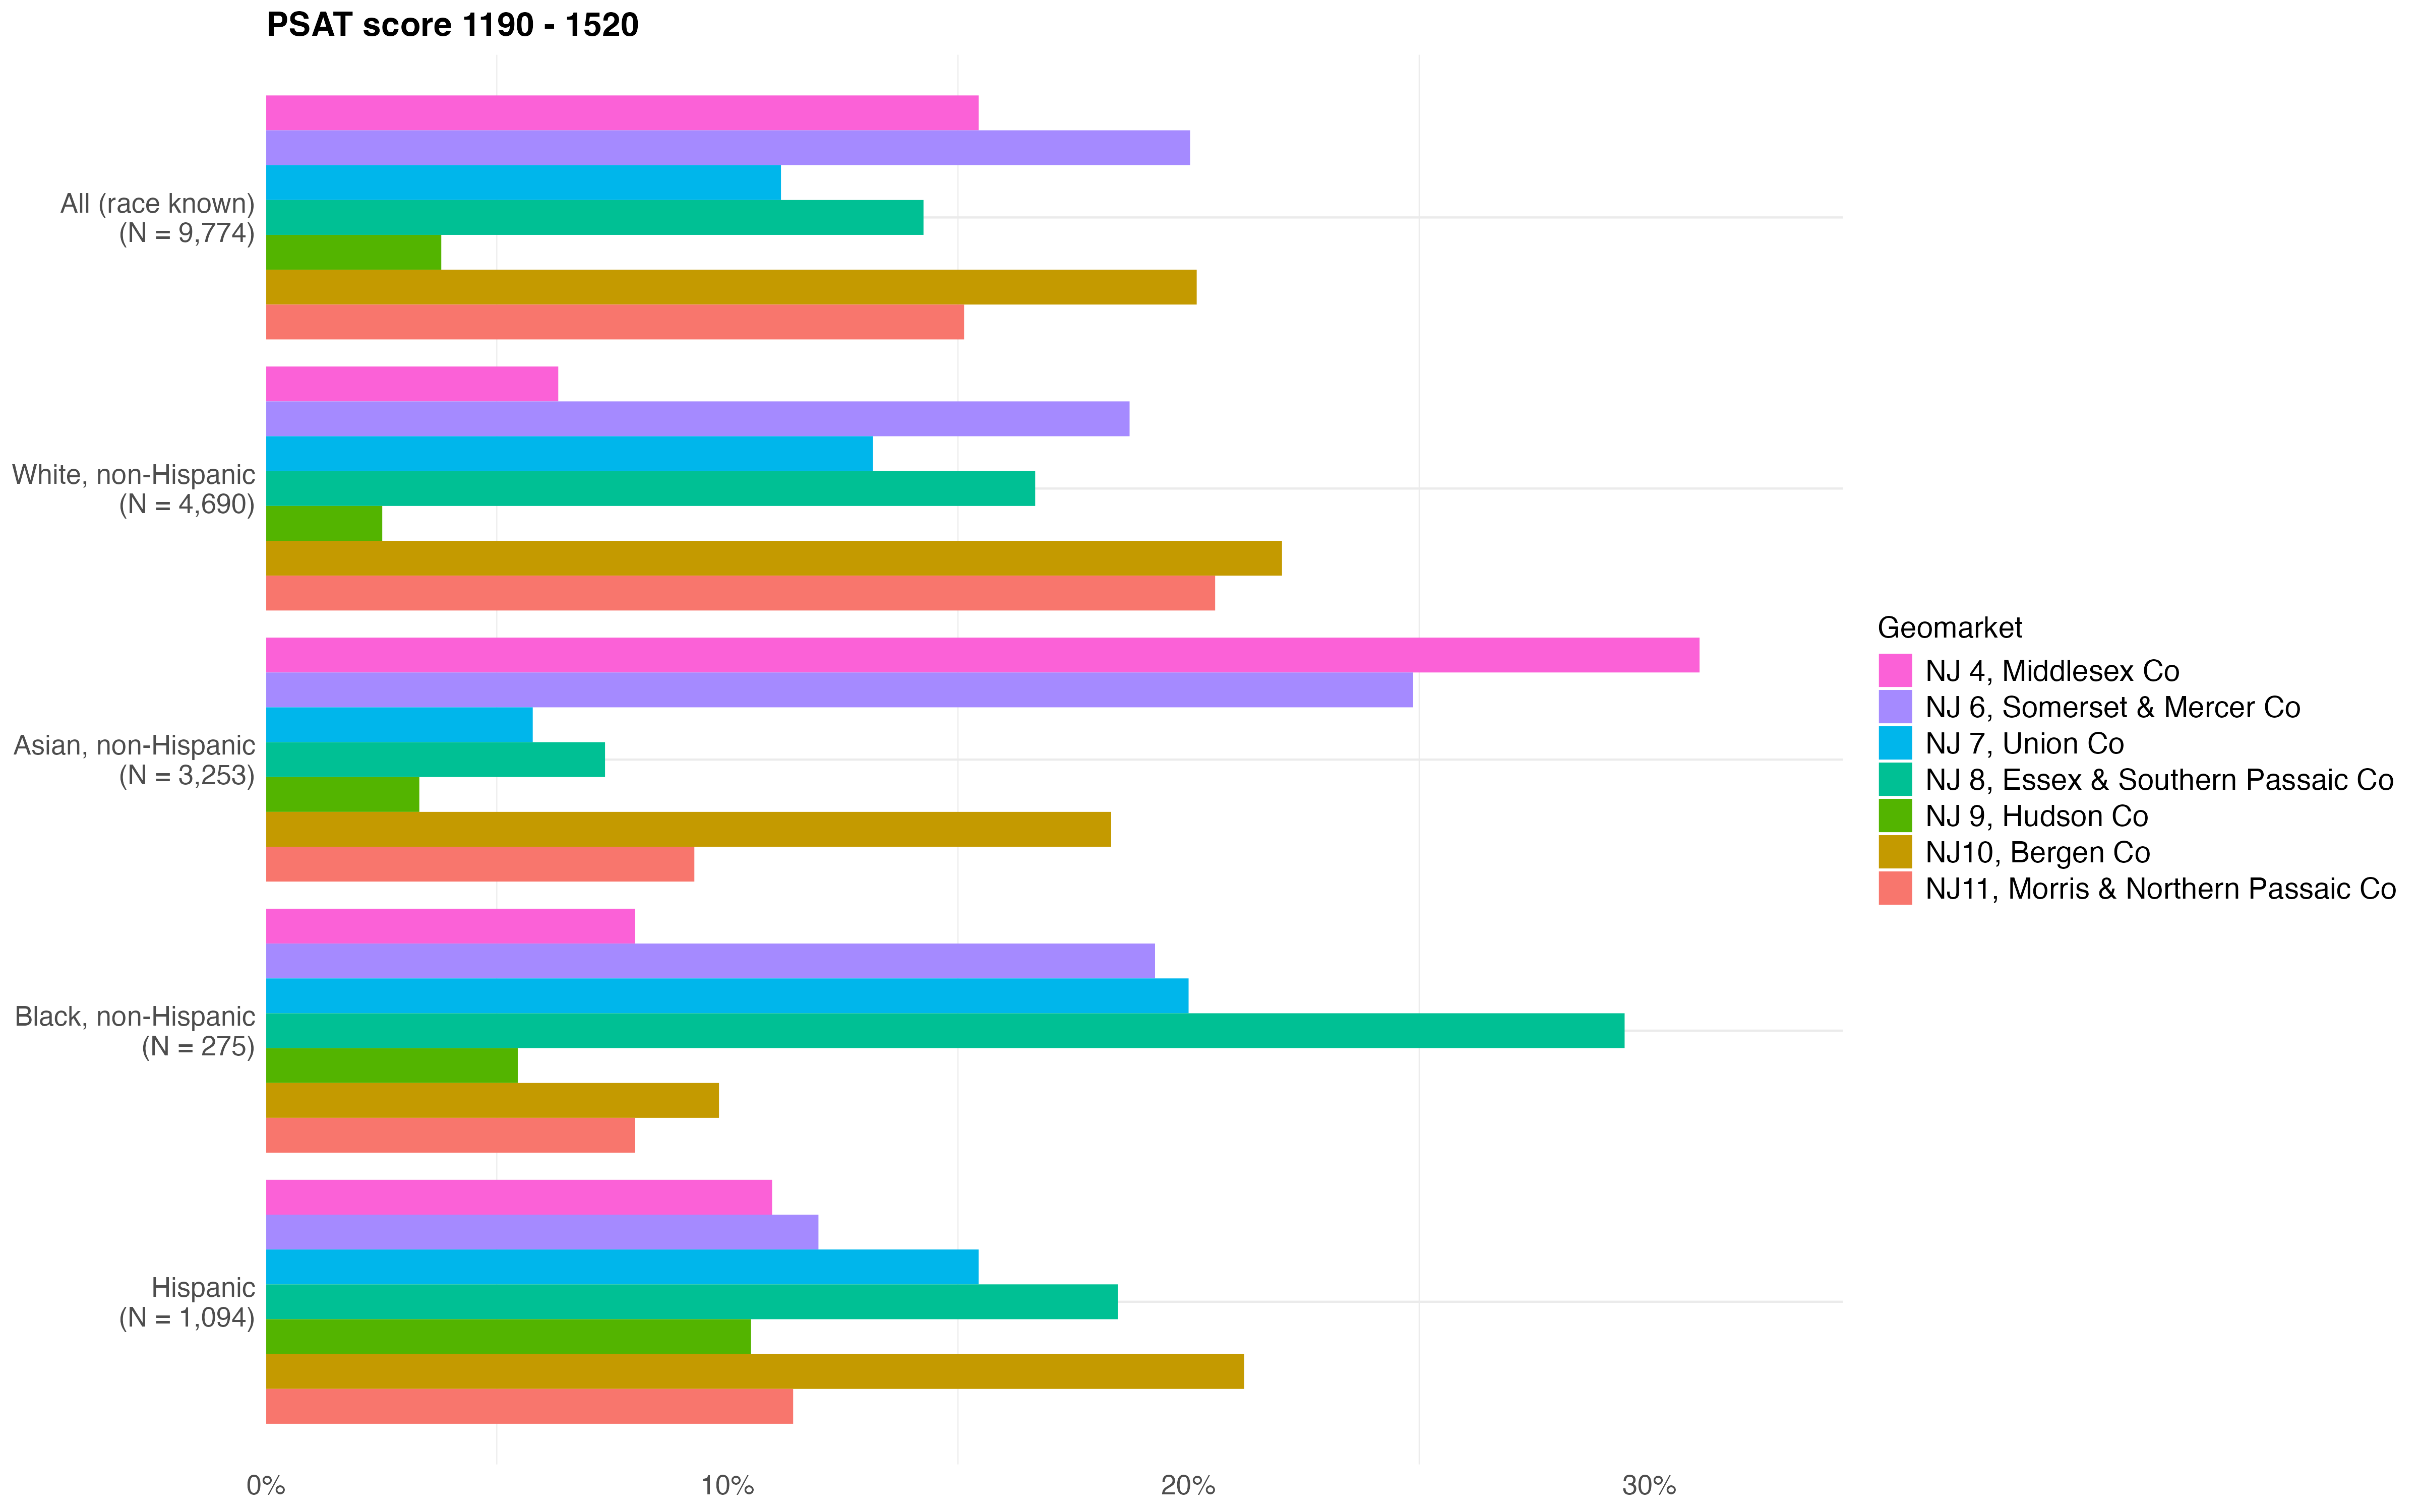 PSAT score 1190 - 1520
All (race known)
(N = 9,774)
White, non-Hispanic
(N = 4,690)
Asian, non-Hispanic
(N = 3,253)
Black, non-Hispanic
(N = 275)
Hispanic
(N = 1,094)
0% 10% 20% 30%
Geomarket
NJ 4, Middlesex Co
NJ 6, Somerset & Mercer Co
NJ 7, Union Co
NJ 8, Essex & Southern Passaic Co
NJ 9, Hudson Co
NJ10, Bergen Co
NJ11, Morris & Northern Passaic Co